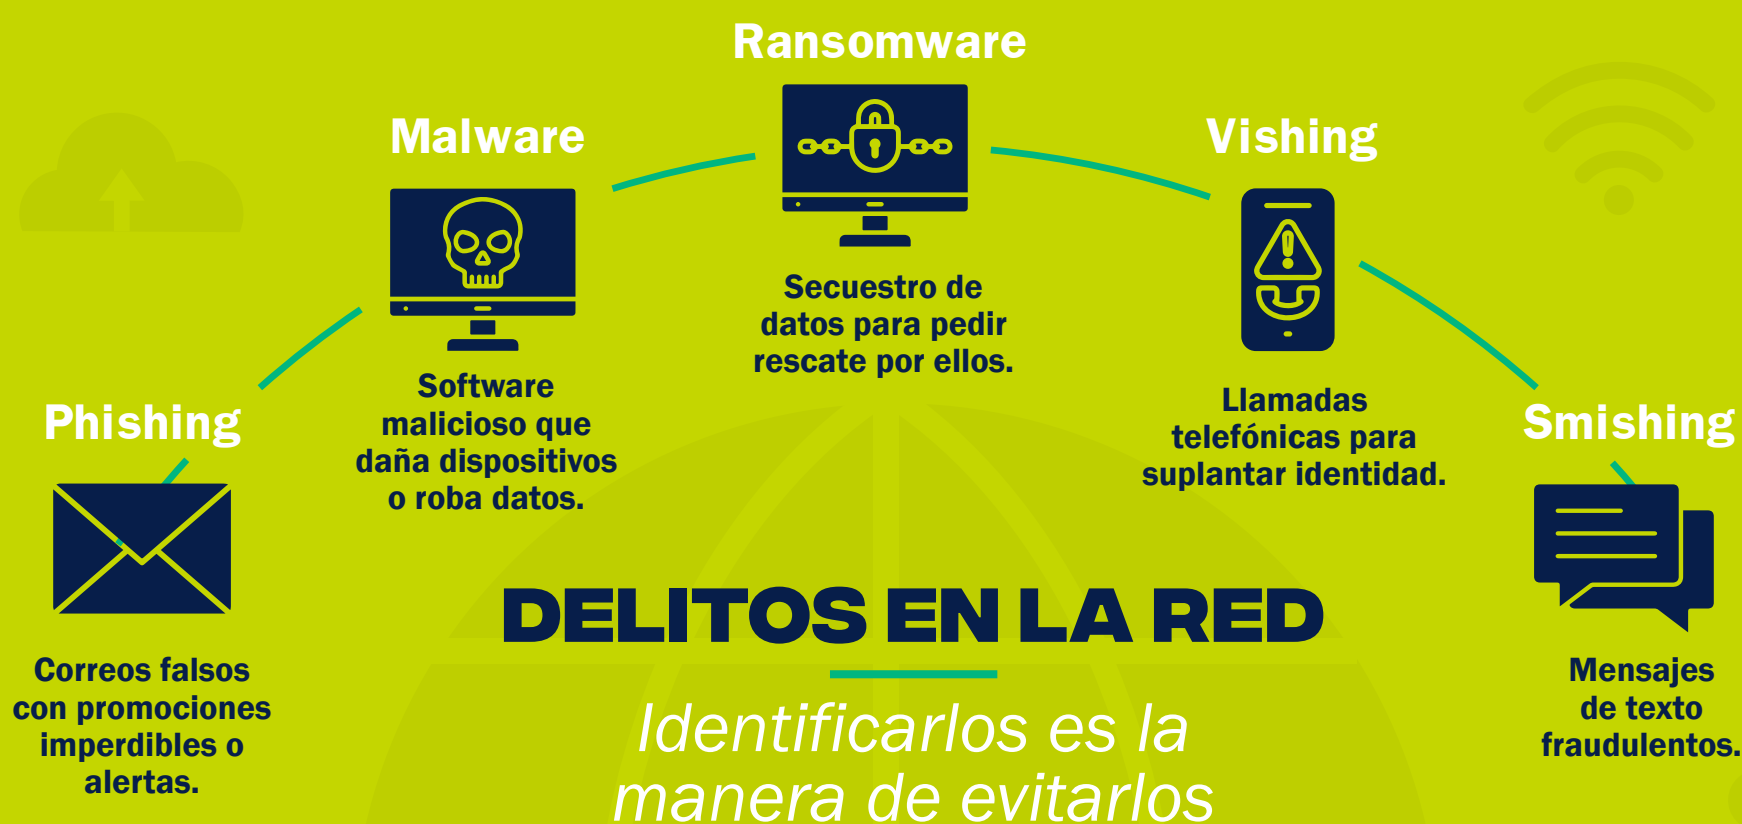 Ransomware
Secuestro de
datos para pedir
rescate por ellos.
Malware
Software
malicioso que
daña dispositivos
o roba datos.
Vishing
Llamadas
telefónicas para
suplantar identidad.
Phishing
Correos falsos
con promociones
imperdibles o
alertas.
Smishing
Mensajes
de texto
fraudulentos.
DELITOS EN LA RED
Identificarlos es la
manera de evitarlos